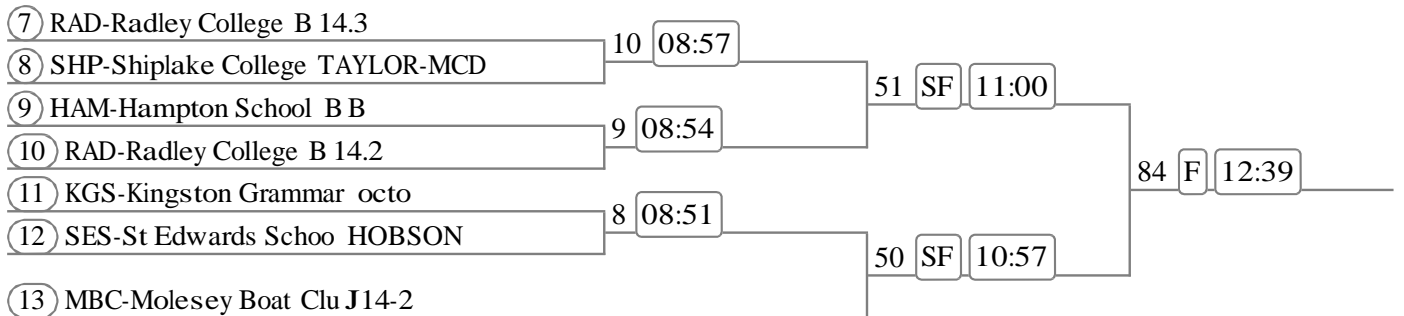 7 RAD-Radley College B 14.3
10 08:57
8 SHP-Shiplake College TAYLOR-MCD
51 SF 11:00
9 HAM-Hampton School B B
9 08:54
10 RAD-Radley College B 14.2
84 F 12:39
11 KGS-Kingston Grammar octo
8 08:51
12 SES-St Edwards Schoo HOBSON
50 SF 10:57
13 MBC-Molesey Boat Clu J14-2